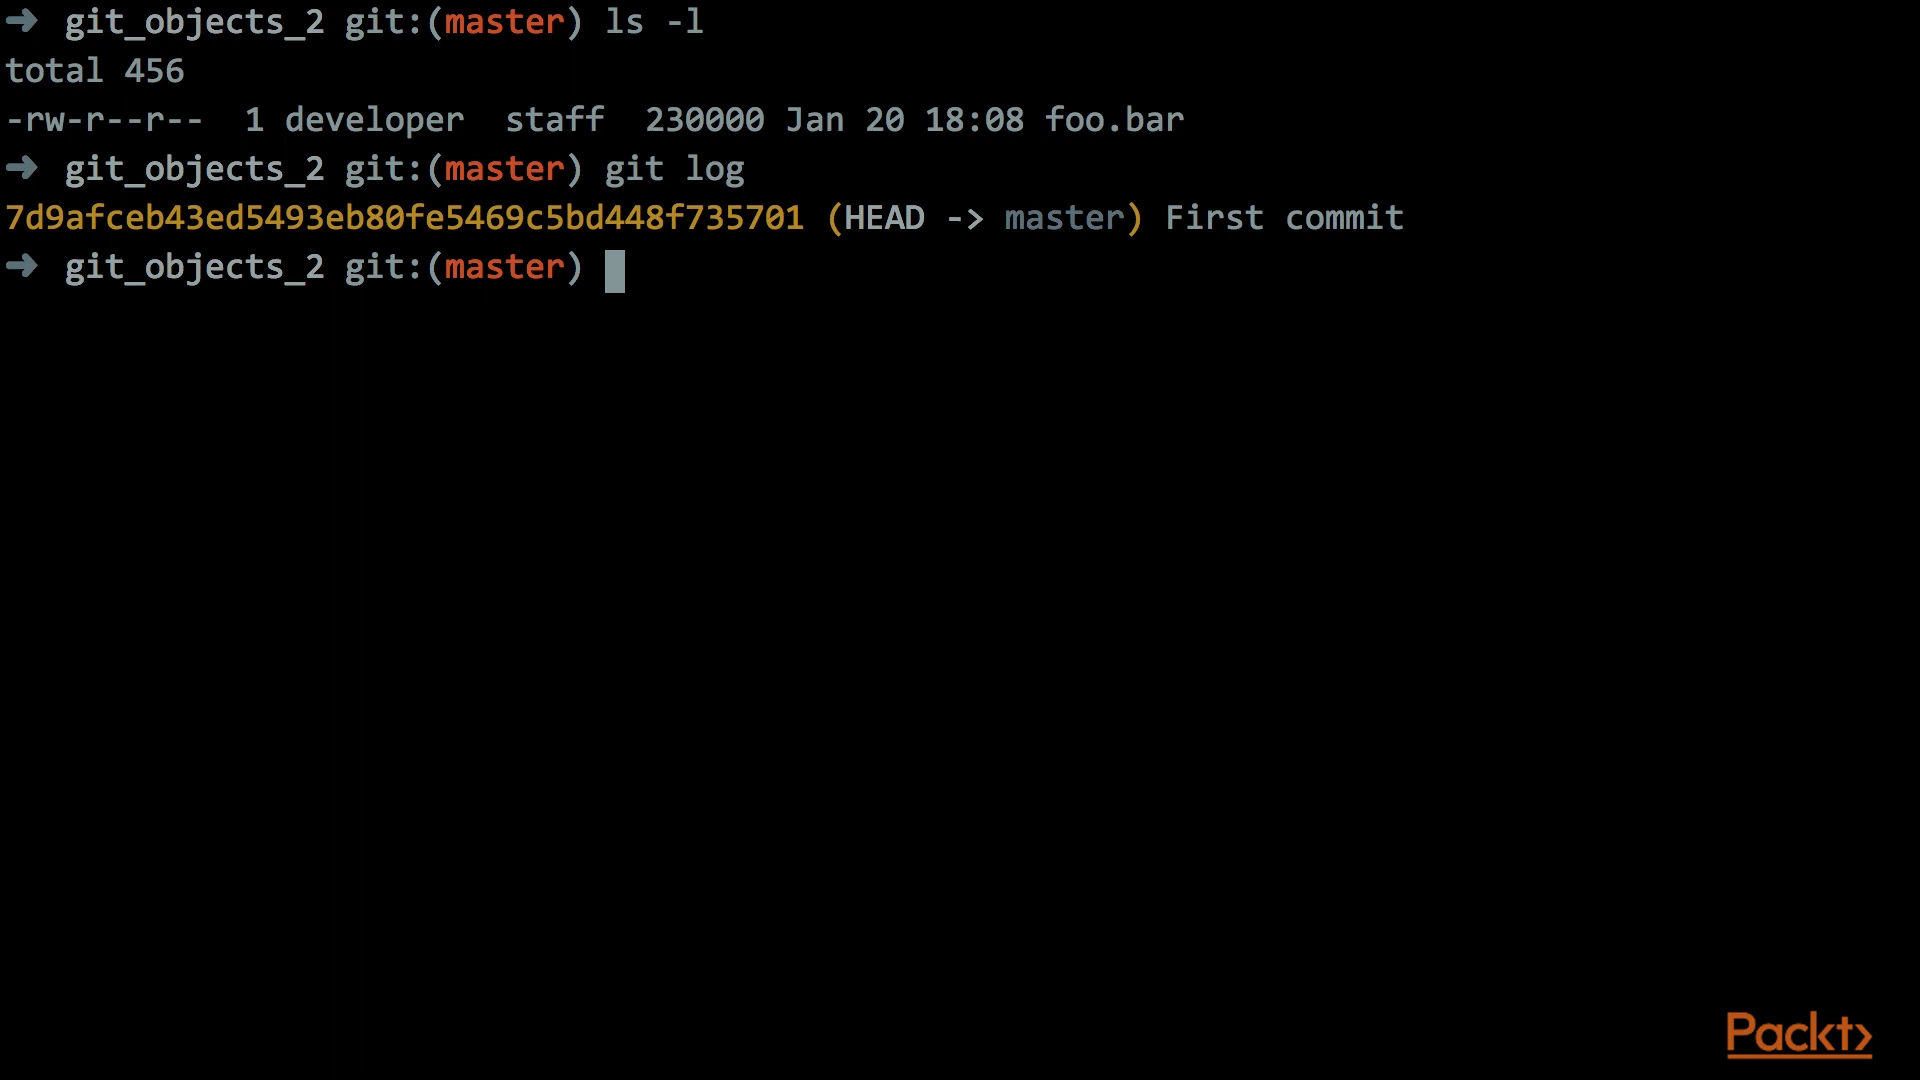 ➜  git_objects_2 git:(master) ls -l
total 456
-rw-r--r--  1 developer  staff  230000 Jan 20 18:08 foo.bar
➜  git_objects_2 git:(master) git log
7d9afceb43ed5493eb80fe5469c5bd448f735701 (HEAD -> master) First commit
➜  git_objects_2 git:(master)
Packt>